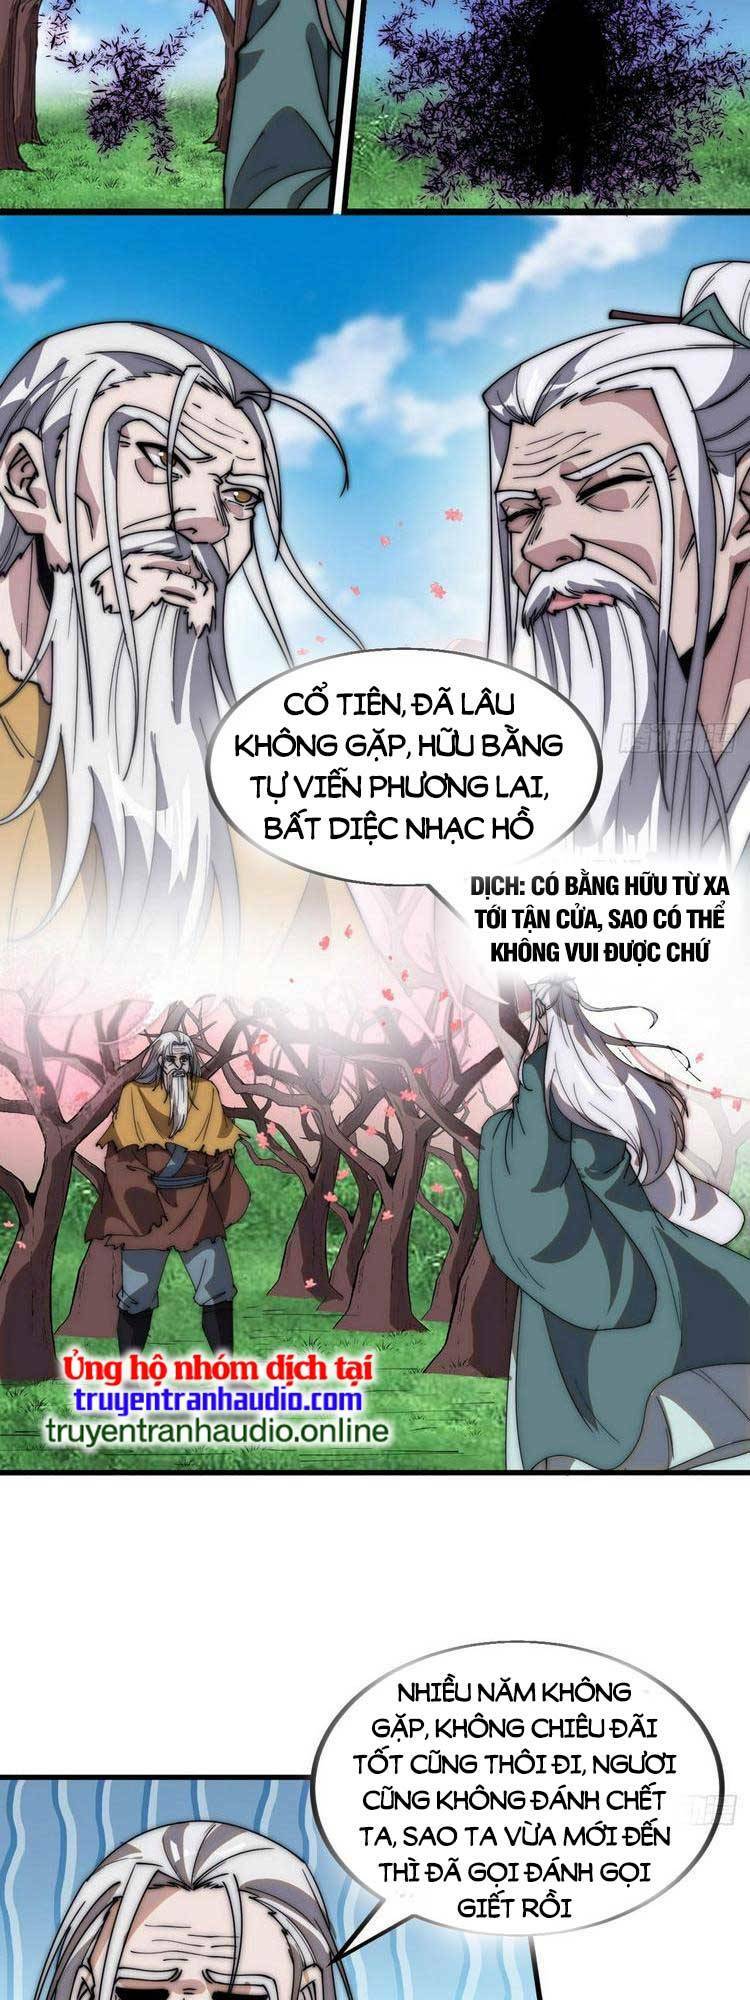 CỔ TIÊN, ĐÃ LÂU
KHÔNG GẶP, HỮU BẰNG
TỰ VIỄN PHƯƠNG LAI,
BẤT DIỆC NHẠC HỒ
DỊCH: CÓ BẰNG HỮU TỪ XA
TỚI TẬN CỬA, SAO CÓ THỂ
KHÔNG VUI ĐƯỢC CHỨ
Ủng hộ nhóm dịch tại
truyentranhaudio.com
truyentranhaudio.online
NHIỀU NĂM KHÔNG
GẶP, KHÔNG CHIÊU ĐÃI
TỐT CŨNG THÔI ĐI, NGƯƠI
CŨNG KHÔNG ĐÁNH CHẾT
TA, SAO TA VỪA MỚI ĐẾN
THÌ ĐÃ GỌI ĐÁNH GỌI
GIẾT RỒI